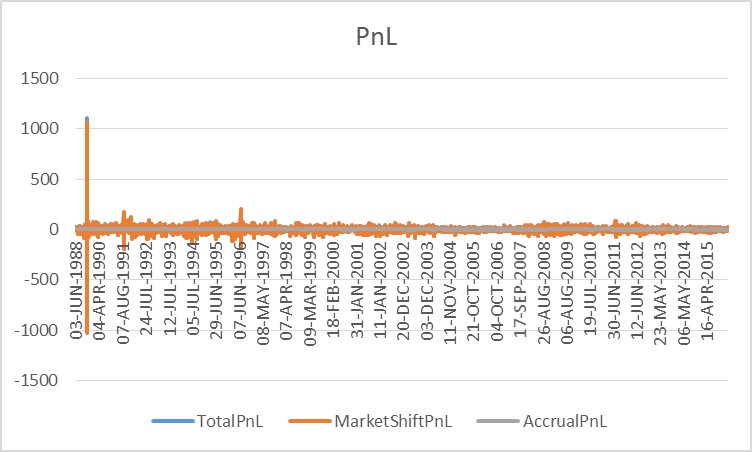 PnL
1500
1000
500
0
-500
-1000
-1500
03-JUN-1988
04-APR-1990
07-AUG-1991
24-JUL-1992
12-JUL-1993
05-JUL-1994
29-JUN-1995
07-JUN-1996
08-MAY-1997
07-APR-1998
09-MAR-1999
18-FEB-2000
31-JAN-2001
11-JAN-2002
20-DEC-2002
03-DEC-2003
11-NOV-2004
21-OCT-2005
04-OCT-2006
17-SEP-2007
26-AUG-2008
06-AUG-2009
19-JUL-2010
30-JUN-2011
12-JUN-2012
23-MAY-2013
06-MAY-2014
16-APR-2015
TotalPnL MarketShiftPnL AccrualPnL